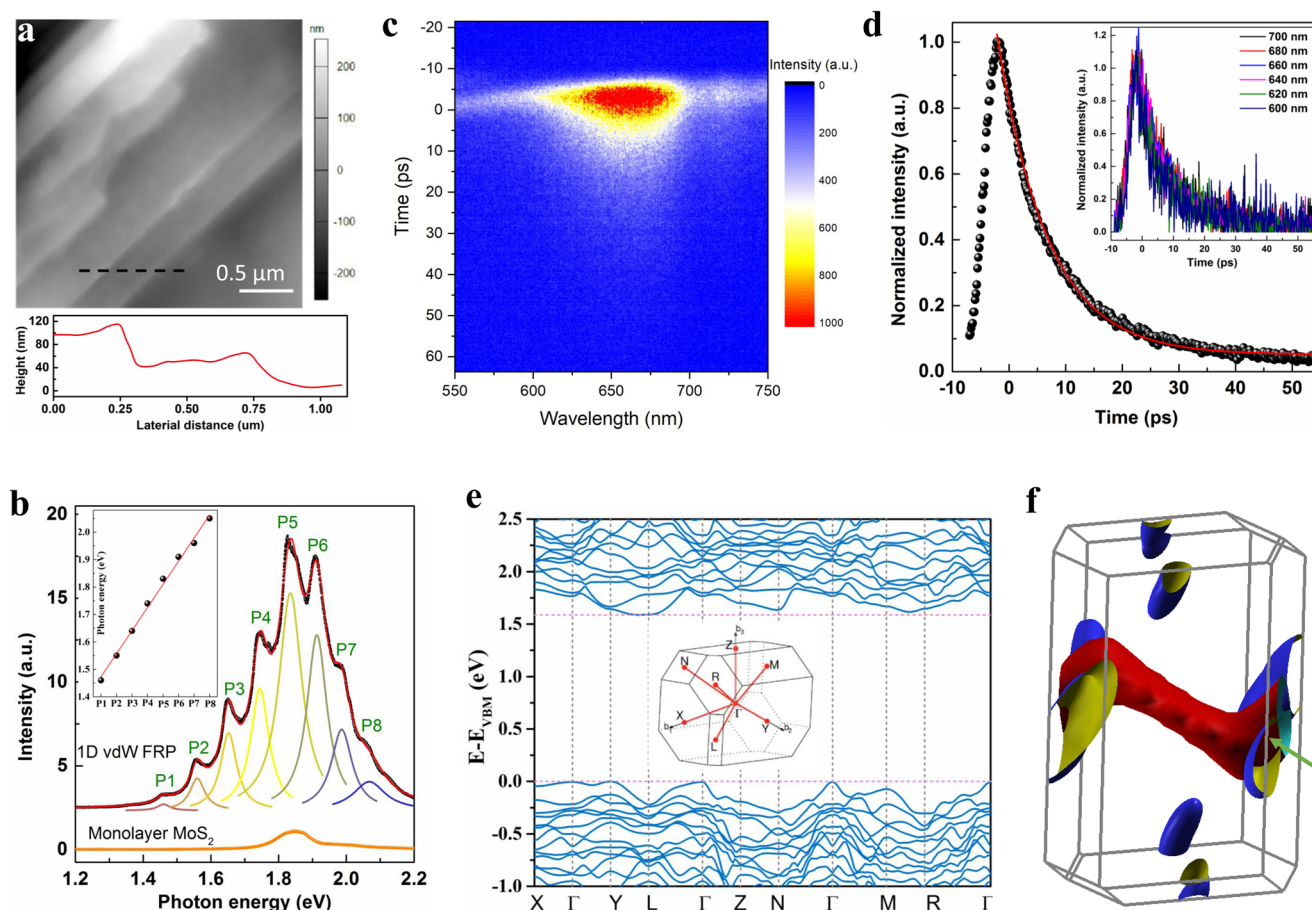 a
nm
200
100
0
-100
-200
0.5 µm
Height (nm)
120
80
40
0
0.00 0.25 0.50 0.75 1.00
Laterial distance (um)
c
-20
-10
0
10
20
30
40
50
60
Time (ps)
550 600 650 700 750
Wavelength (nm)
Intensity (a.u.)
0
200
400
600
800
1000
d
Normalized intensity (a.u.)
1.0
0.8
0.6
0.4
0.2
0.0
-10 0 10 20 30 40 50
Time (ps)
Normalized intensity (a.u.)
1.2
0.9
0.6
0.3
0.0
-10 0 10 20 30 40 50
Time (ps)
700 nm
680 nm
660 nm
640 nm
620 nm
600 nm
b
Intensity (a.u.)
20
15
10
5
0
1.2 1.4 1.6 1.8 2.0 2.2
Photon energy (eV)
Photon energy (eV)
2.1
2.0
1.9
1.8
1.7
1.6
1.5
1.4
P1 P2 P3 P4 P5 P6 P7 P8
P1
P2
P3
P4
P5
P6
P7
P8
1D vdW FRP
Monolayer MoS2
e
E-EVBM (eV)
2.5
2.0
1.5
1.0
0.5
0.0
-0.5
-1.0
X Γ Y L Γ Z N Γ M R Γ
b3
Z
N
M
R
Γ
X
Y
b2
L
f